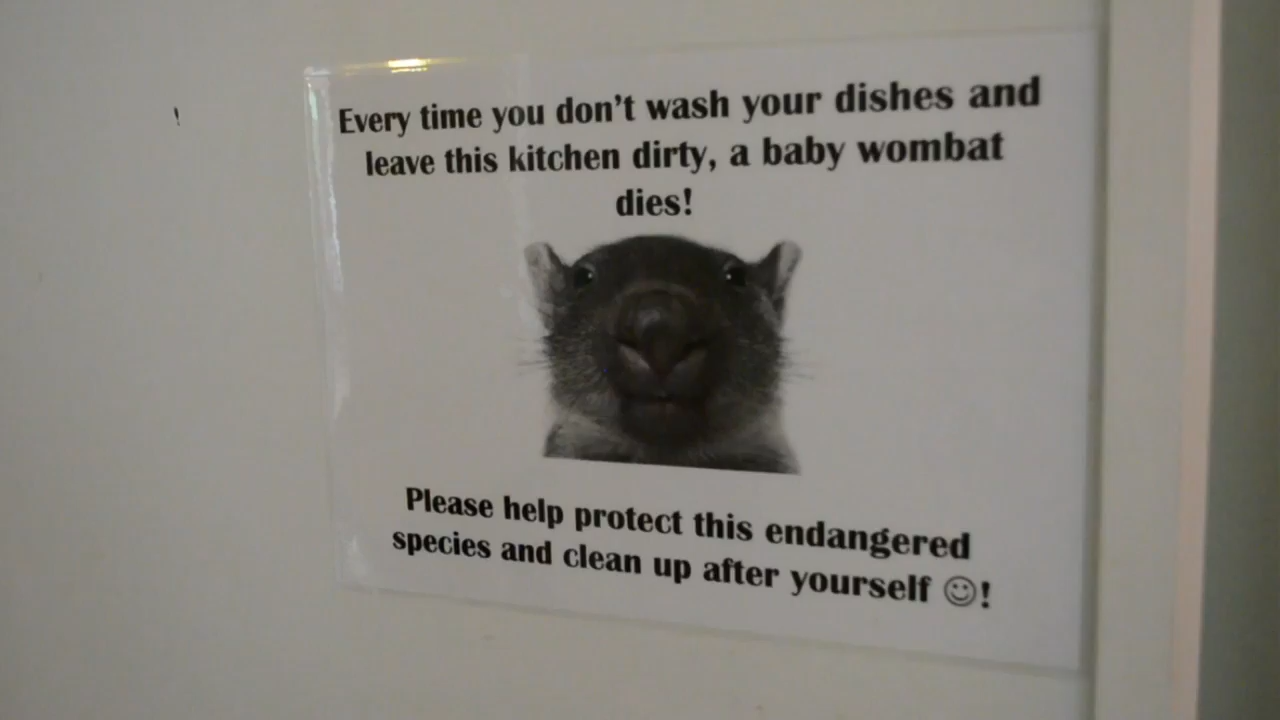 Every time you don't wash your dishes and
leave this kitchen dirty, a baby wombat
dies!
Please help protect this endangered
species and clean up after yourself ☺!